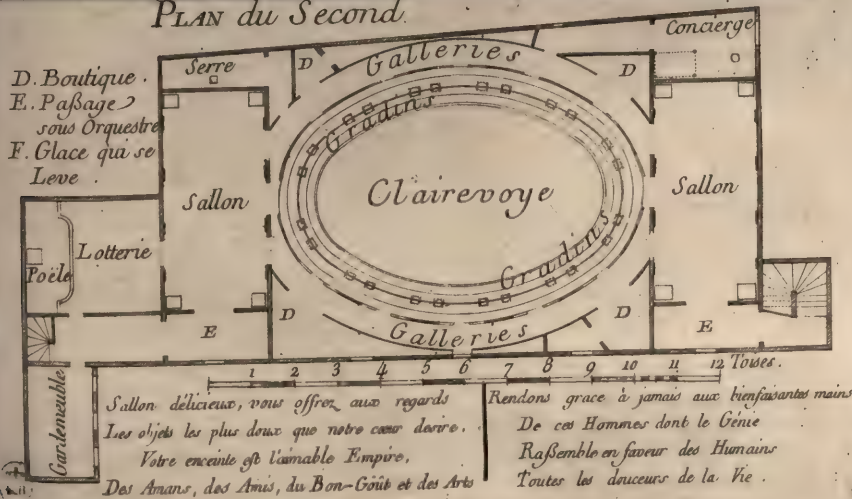 PLAN du Second.
D. Boutique.
E. Paßage
sous Orquestre
F. Glace qui se
Leve.
Serre
D
Galleries
D
Concierge
Gradins
Sallon
Clairevoye
Sallon
Gradins
Poële
Lotterie
E
D
Galleries
D
E
Gardemeuble
1 2 3 4 5 6 7 8 9 10 11 12 Toises.
Sallon délicieux, vous offrez aux regards
Les objets les plus doux que notre cœur desire.
Votre enceinte est l'aimable Empire,
Des Amans, des Amis, du Bon-Goût et des Arts
Rendons grace à jamais aux bienfaisantes mains
De ces Hommes dont le Génie
Raßemble en faveur des Humains
Toutes les douceurs de la Vie.